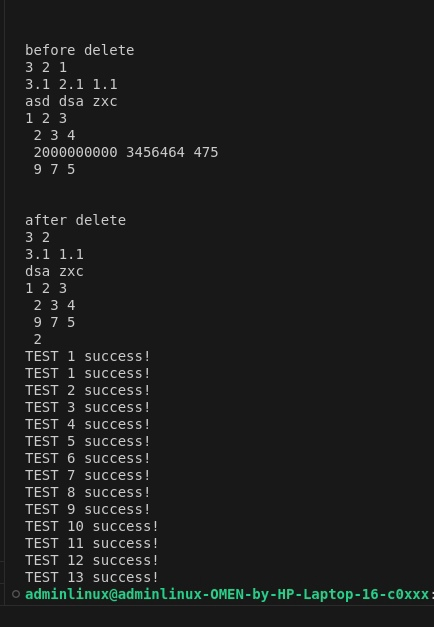 before delete
3 2 1
3.1 2.1 1.1
asd dsa zxc
1 2 3
2 3 4
2000000000 3456464 475
9 7 5
after delete
3 2
3.1 1.1
dsa zxc
1 2 3
2 3 4
9 7 5
2
TEST 1 success!
TEST 1 success!
TEST 2 success!
TEST 3 success!
TEST 4 success!
TEST 5 success!
TEST 6 success!
TEST 7 success!
TEST 8 success!
TEST 9 success!
TEST 10 success!
TEST 11 success!
TEST 12 success!
TEST 13 success!
adminlinux@adminlinux-OMEN-by-HP-Laptop-16-c0xxx: